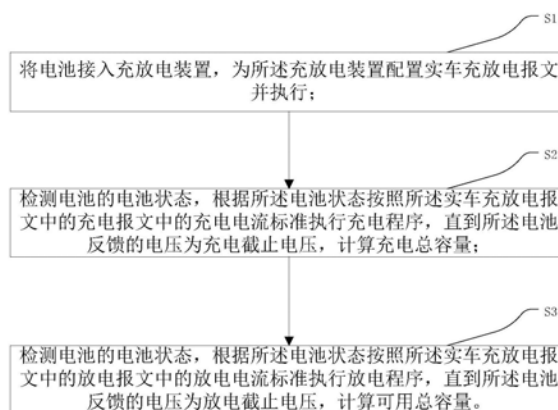 S1
将电池接入充放电装置，为所述充放电装置配置实车充放电报文
并执行；
S2
检测电池的电池状态，根据所述电池状态按照所述实车充放电报
文中的充电报文中的充电电流标准执行充电程序，直到所述电池
反馈的电压为充电截止电压，计算充电总容量；
S3
检测电池的电池状态，根据所述电池状态按照所述实车充放电报
文中的放电报文中的放电电流标准执行放电程序，直到所述电池
反馈的电压为放电截止电压，计算可用总容量。